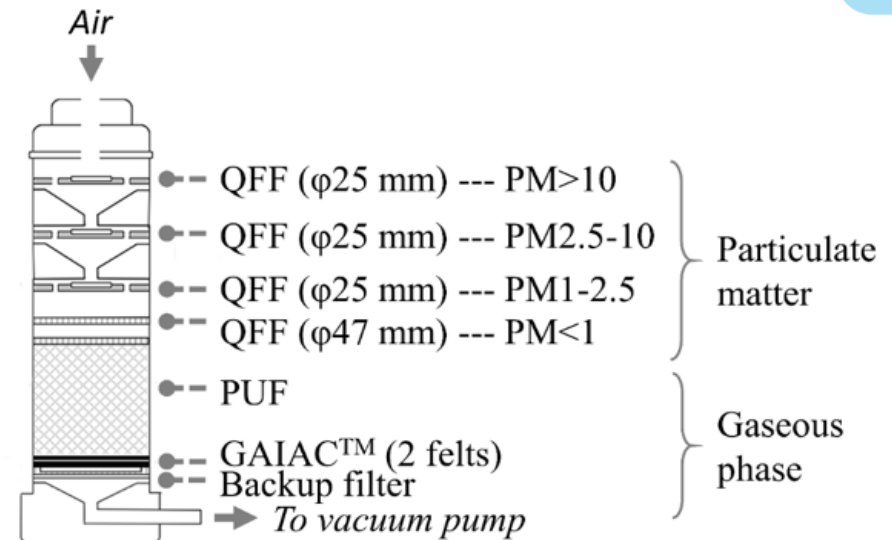 Air
QFF (φ25 mm) --- PM>10
QFF (φ25 mm) --- PM2.5-10
QFF (φ25 mm) --- PM1-2.5
QFF (φ47 mm) --- PM<1
Particulate
matter
PUF
GAIAC™ (2 felts)
Backup filter
Gaseous
phase
To vacuum pump